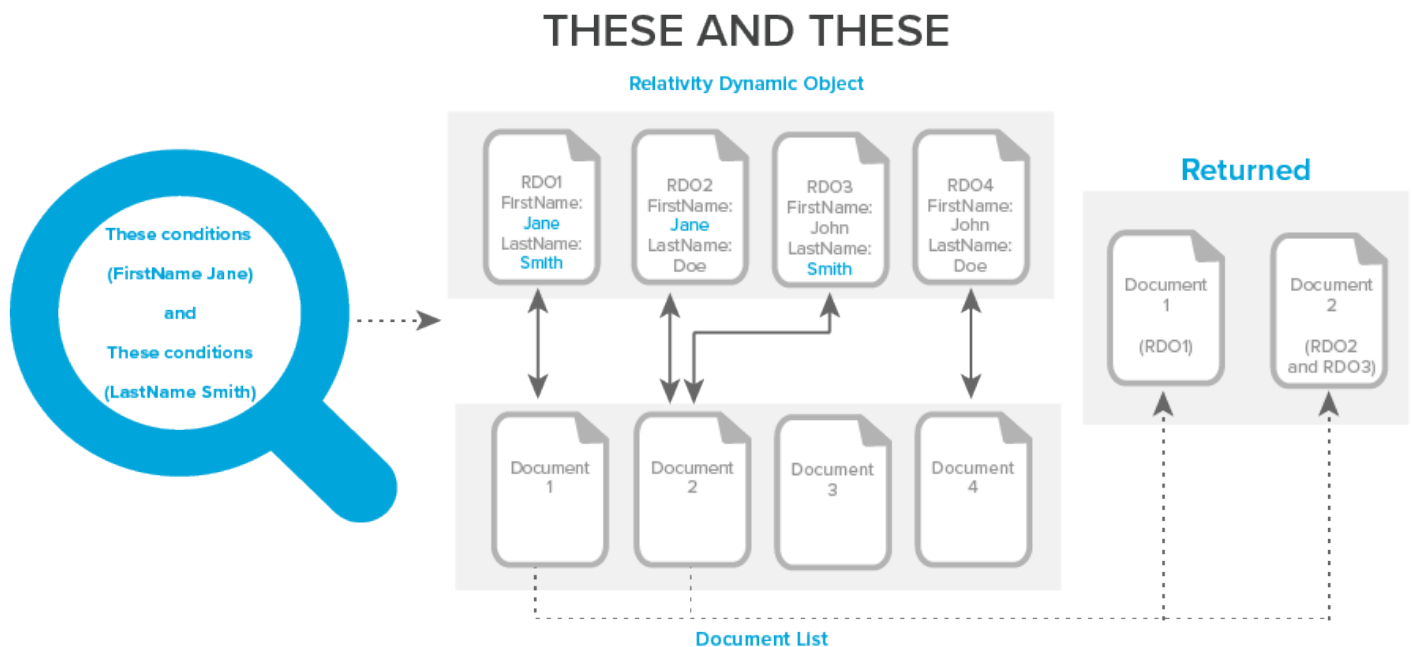 THESE AND THESE
Relativity Dynamic Object
These conditions
(FirstName Jane)
and
These conditions
(LastName Smith)
RDO1
FirstName:
Jane
LastName:
Smith
RDO2
FirstName:
Jane
LastName:
Doe
RDO3
FirstName:
John
LastName:
Smith
RDO4
FirstName:
John
LastName:
Doe
Document
1
Document
2
Document
3
Document
4
Document List
Returned
Document
1
(RDO1)
Document
2
(RDO2
and RDO3)